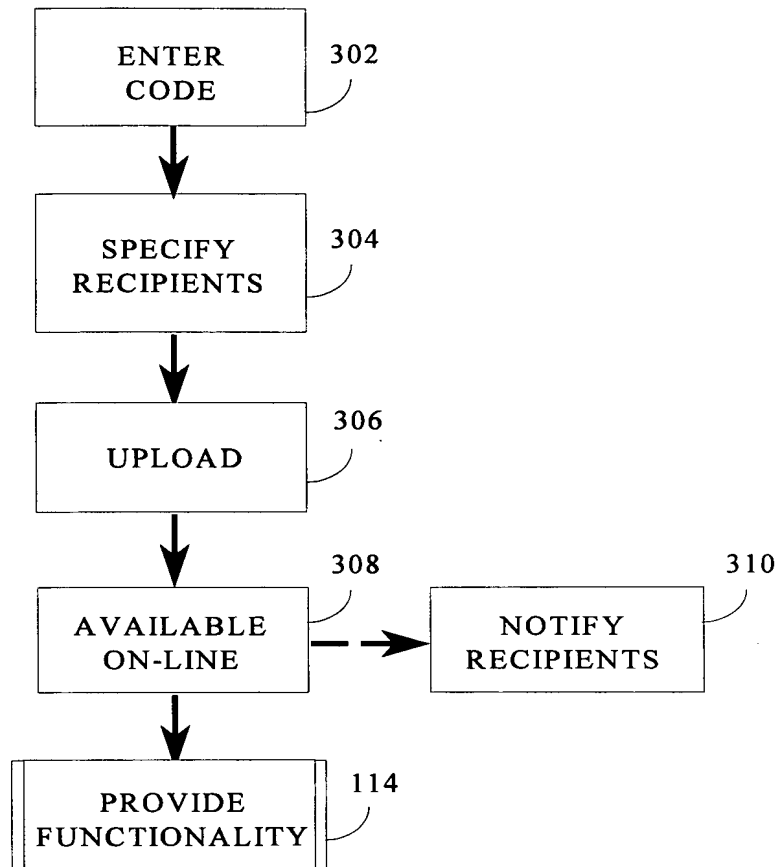 ENTER
CODE
302
SPECIFY
RECIPIENTS
304
UPLOAD
306
AVAILABLE
ON-LINE
308
NOTIFY
RECIPIENTS
310
PROVIDE
FUNCTIONALITY
114